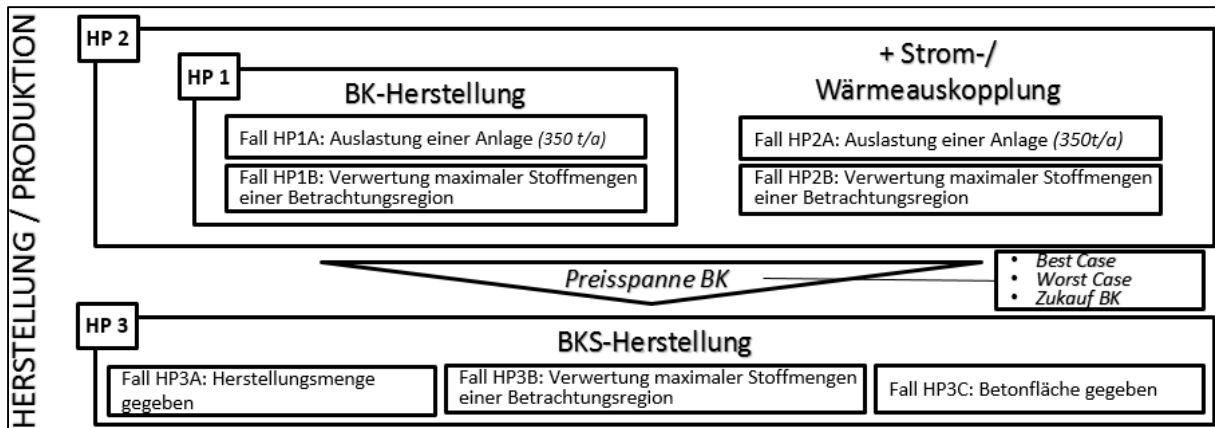 HERSTELLUNG / PRODUKTION
HP 2
HP 1
BK-Herstellung
Fall HP1A: Auslastung einer Anlage (350 t/a)
Fall HP1B: Verwertung maximaler Stoffmengen
einer Betrachtungsregion
+ Strom-/
Wärmeauskopplung
Fall HP2A: Auslastung einer Anlage (350t/a)
Fall HP2B: Verwertung maximaler Stoffmengen
einer Betrachtungsregion
Preisspanne BK
• Best Case
• Worst Case
• Zukauf BK
HP 3
BKS-Herstellung
Fall HP3A: Herstellungsmenge
gegeben
Fall HP3B: Verwertung maximaler Stoffmengen
einer Betrachtungsregion
Fall HP3C: Betonfläche gegeben